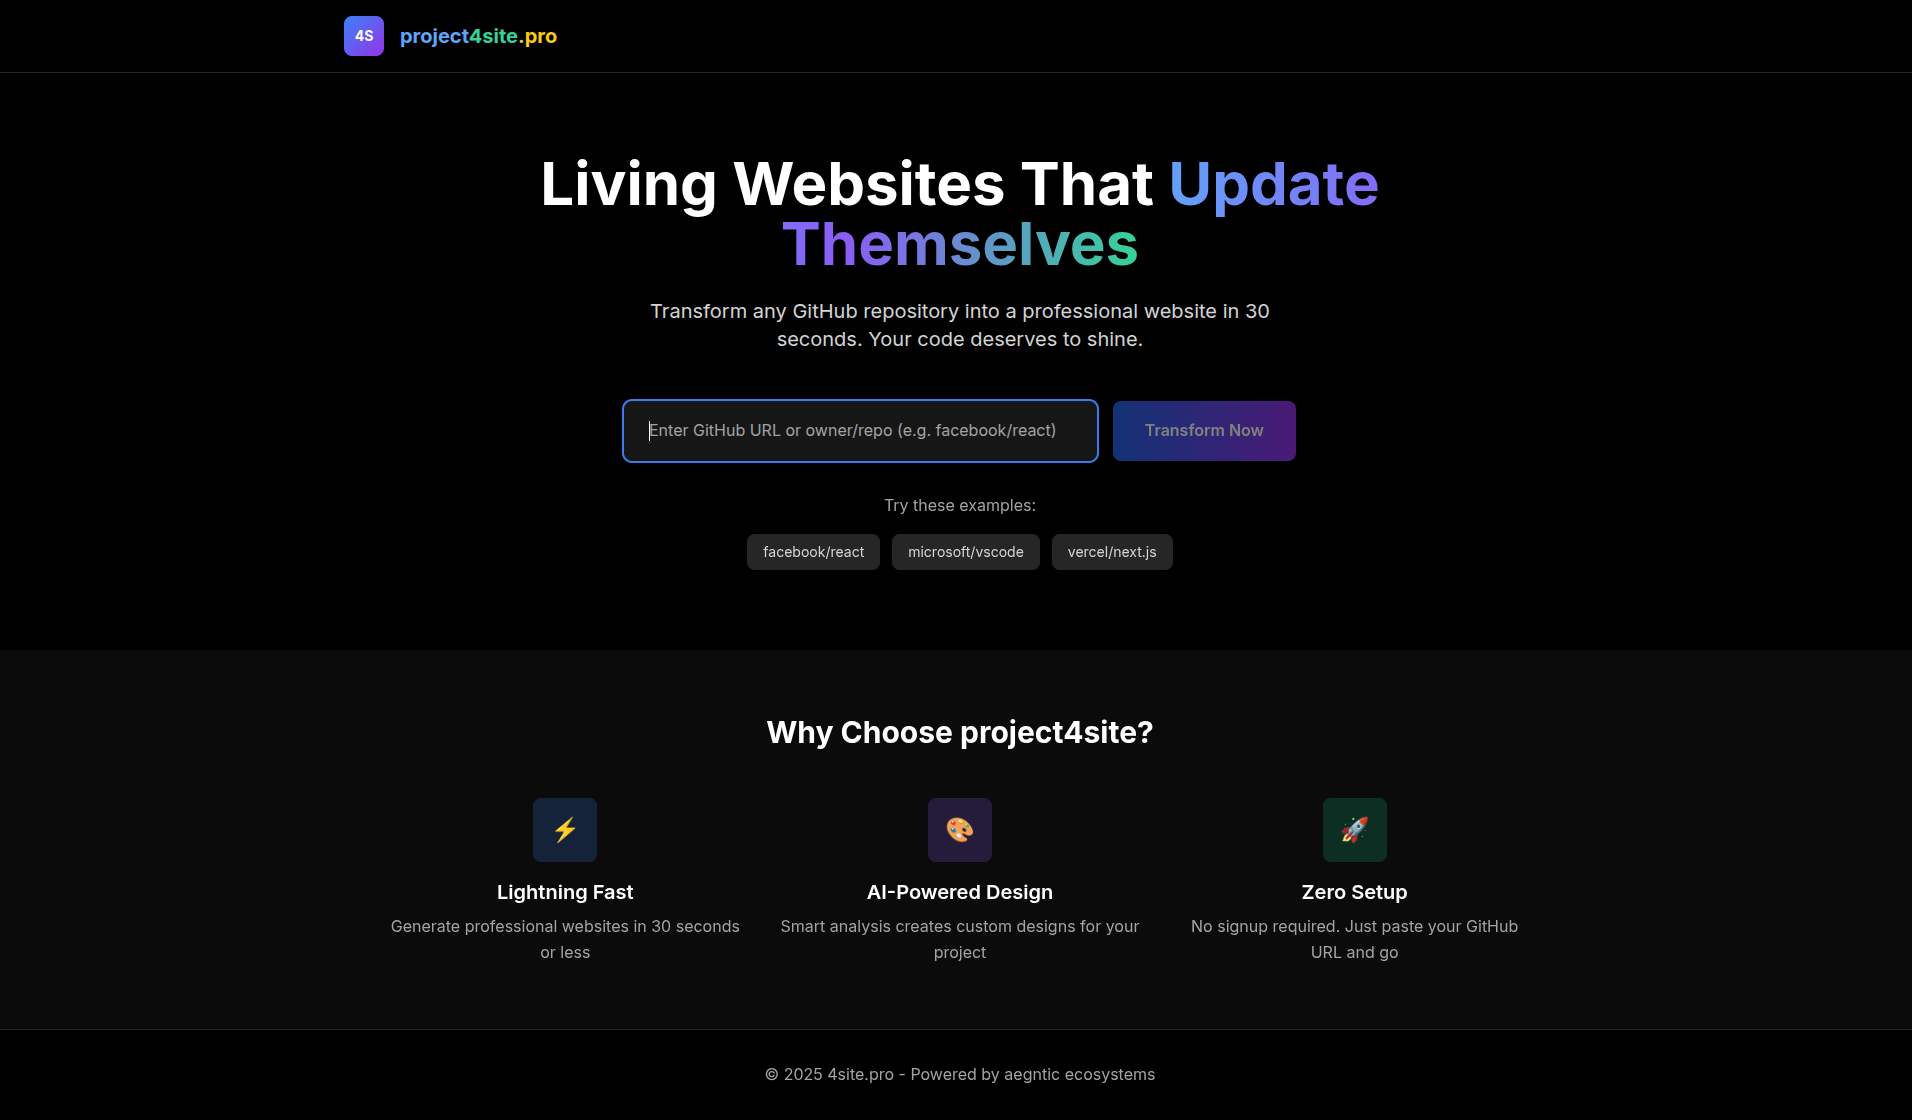 4S
project4site.pro
Living Websites That Update
Themselves
Transform any GitHub repository into a professional website in 30
seconds. Your code deserves to shine.
Enter GitHub URL or owner/repo (e.g. facebook/react)
Transform Now
Try these examples:
facebook/react
microsoft/vscode
vercel/next.js
Why Choose project4site?
Lightning Fast
Generate professional websites in 30 seconds
or less
AI-Powered Design
Smart analysis creates custom designs for your
project
Zero Setup
No signup required. Just paste your GitHub
URL and go
© 2025 4site.pro - Powered by aegntic ecosystems